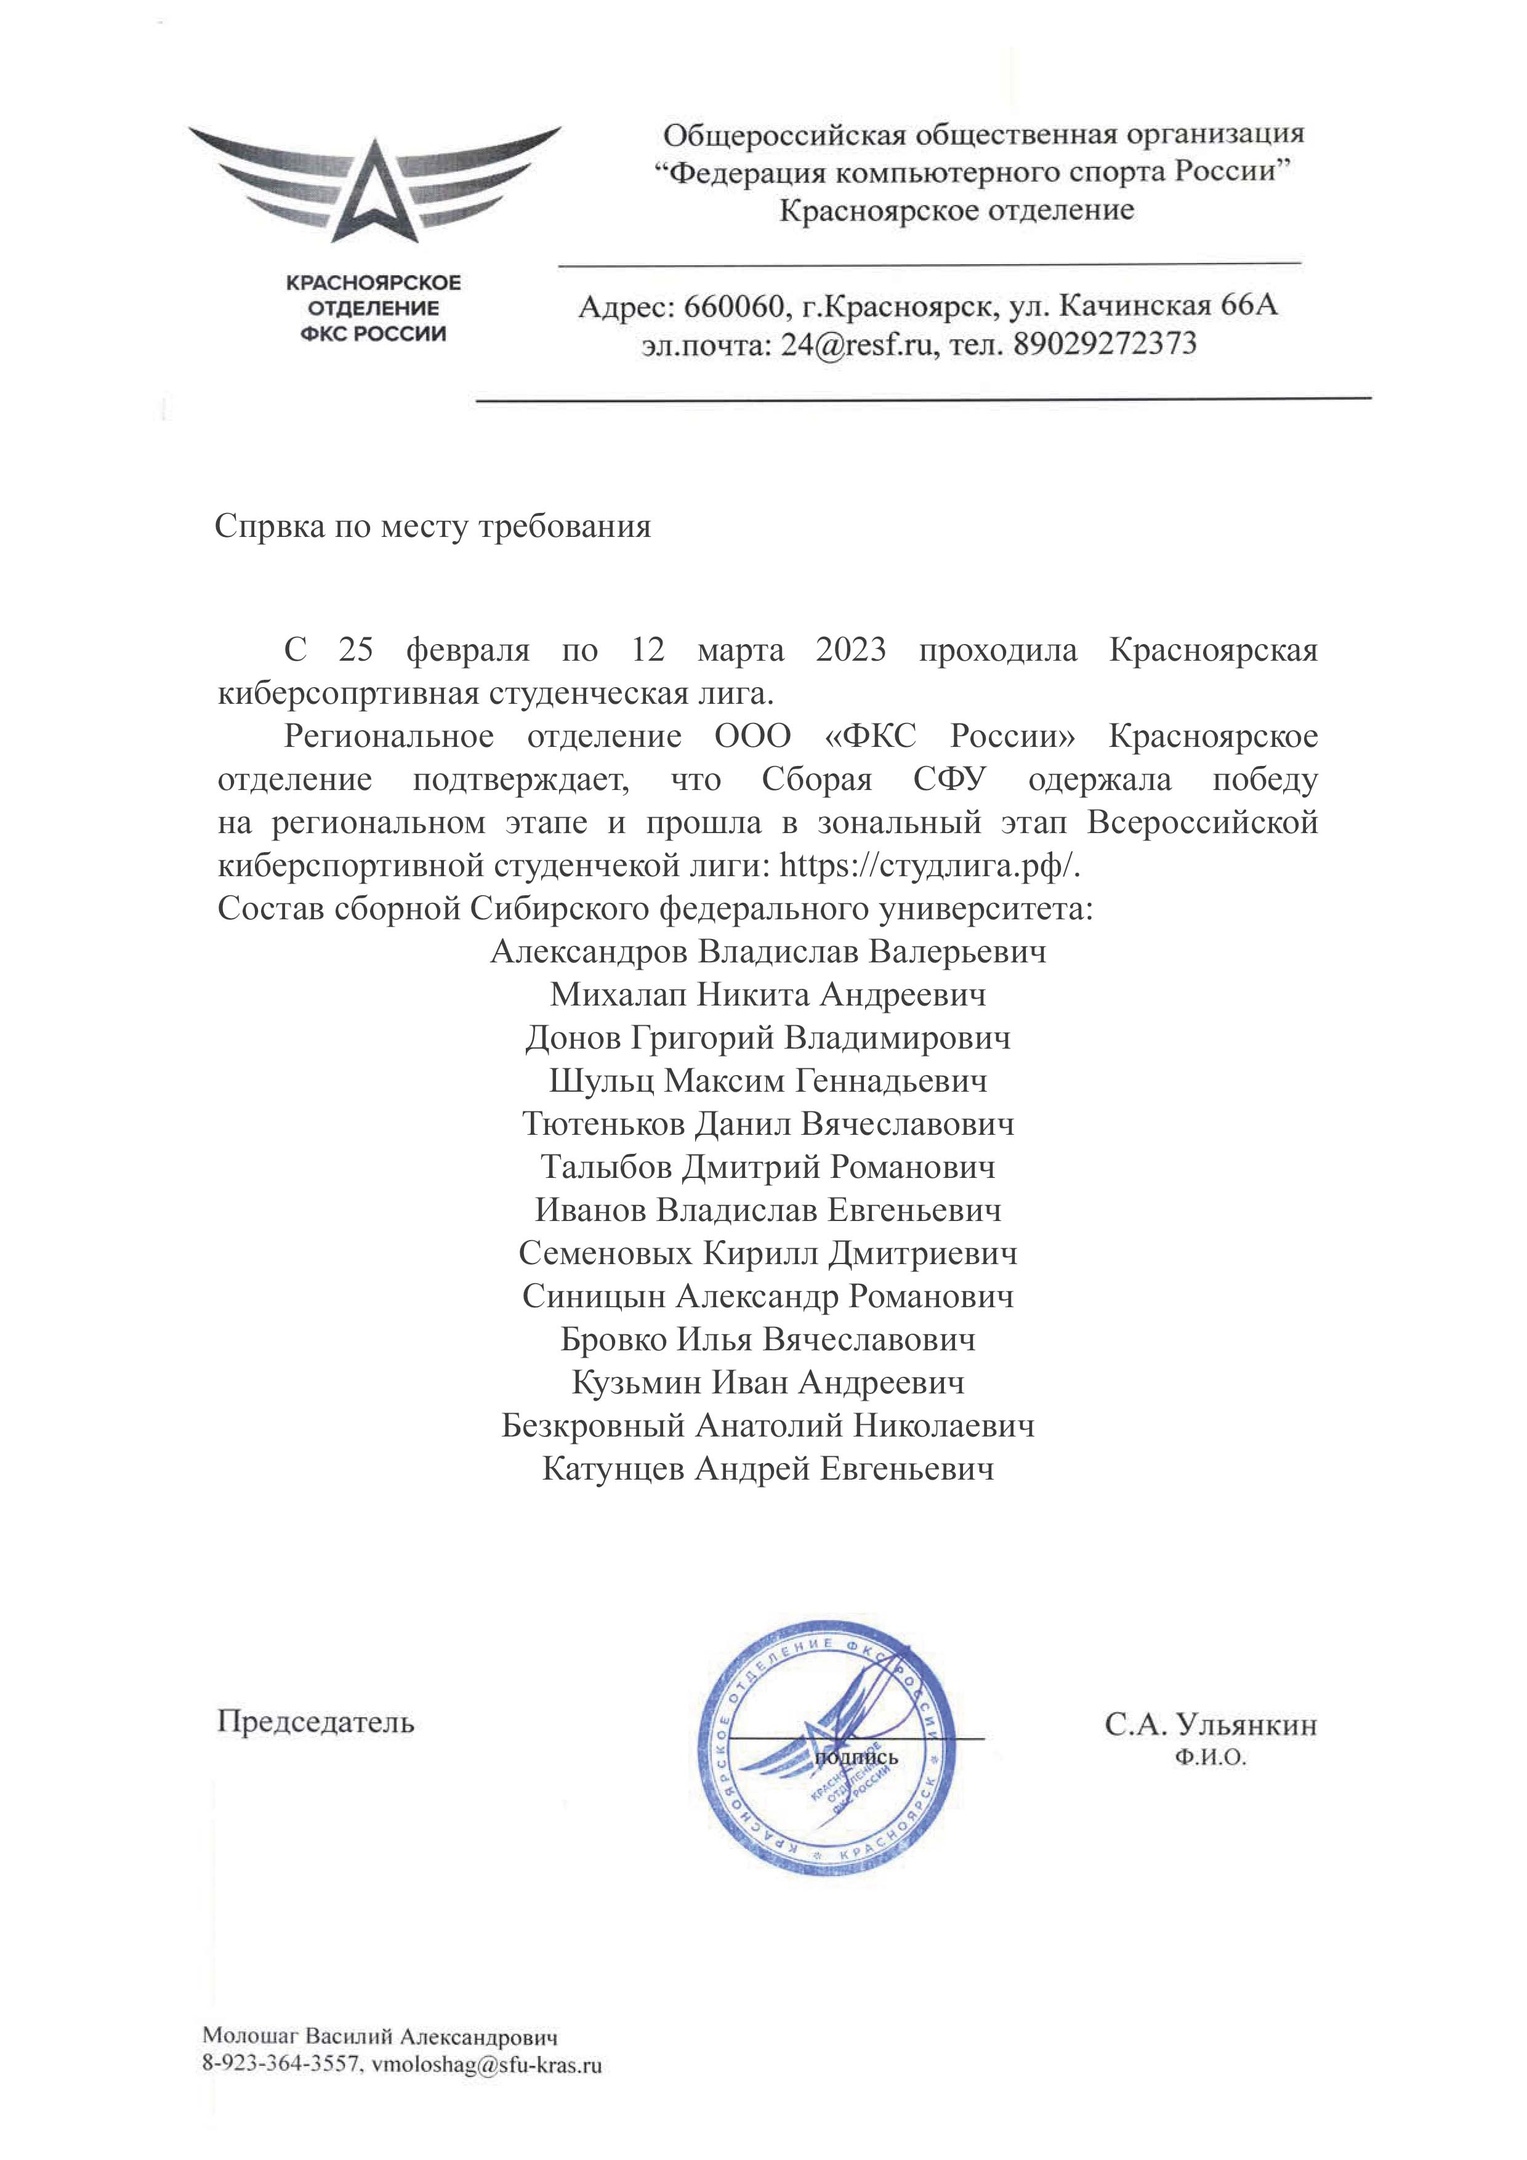 Общероссийская общественная организация
“Федерация компьютерного спорта России”
Красноярское отделение
КРАСНОЯРСКОЕ
ОТДЕЛЕНИЕ
ФКС РОССИИ
Адрес: 660060, г.Красноярск, ул. Качинская 66А
эл.почта: 24@resf.ru, тел. 89029272373
Спрвка по месту требования
С 25 февраля по 12 марта 2023 проходила Красноярская
киберсопртивная студенческая лига.
Региональное отделение ООО «ФКС России» Красноярское
отделение подтверждает, что Сборая СФУ одержала победу
на региональном этапе и прошла в зональный этап Всероссийской
киберспортивной студенчекой лиги: https://студлига.рф/.
Состав сборной Сибирского федерального университета:
Александров Владислав Валерьевич
Михалап Никита Андреевич
Донов Григорий Владимирович
Шульц Максим Геннадьевич
Тютеньков Данил Вячеславович
Талыбов Дмитрий Романович
Иванов Владислав Евгеньевич
Семеновых Кирилл Дмитриевич
Синицын Александр Романович
Бровко Илья Вячеславович
Кузьмин Иван Андреевич
Безкровный Анатолий Николаевич
Катунцев Андрей Евгеньевич
Председатель
подпись
С.А. Ульянкин
Ф.И.О.
КРАСНОЯРСКОЕ ОТДЕЛЕНИЕ ФКС РОССИИ * КРАСНОЯРСК *
КРАСНОЯРСКОЕ
ОТДЕЛЕНИЕ
ФКС РОССИИ
Молошаг Василий Александрович
8-923-364-3557, vmoloshag@sfu-kras.ru